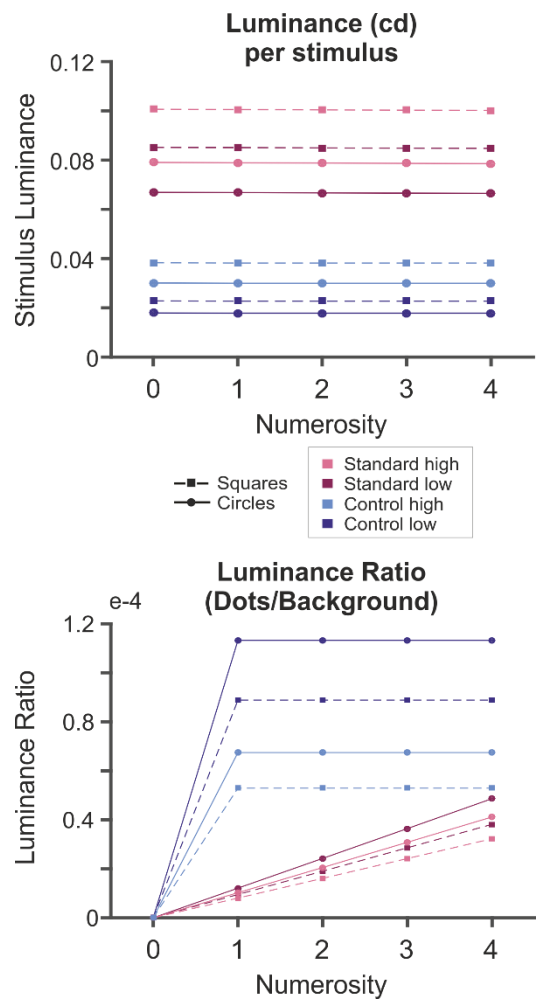 Luminance (cd)
per stimulus
0.12
0.08
0.04
0
Stimulus Luminance
0 1 2 3 4
Numerosity
Squares
Circles
Standard high
Standard low
Control high
Control low
Luminance Ratio
(Dots/Background)
e-4
1.2
0.8
0.4
0
Luminance Ratio
0 1 2 3 4
Numerosity